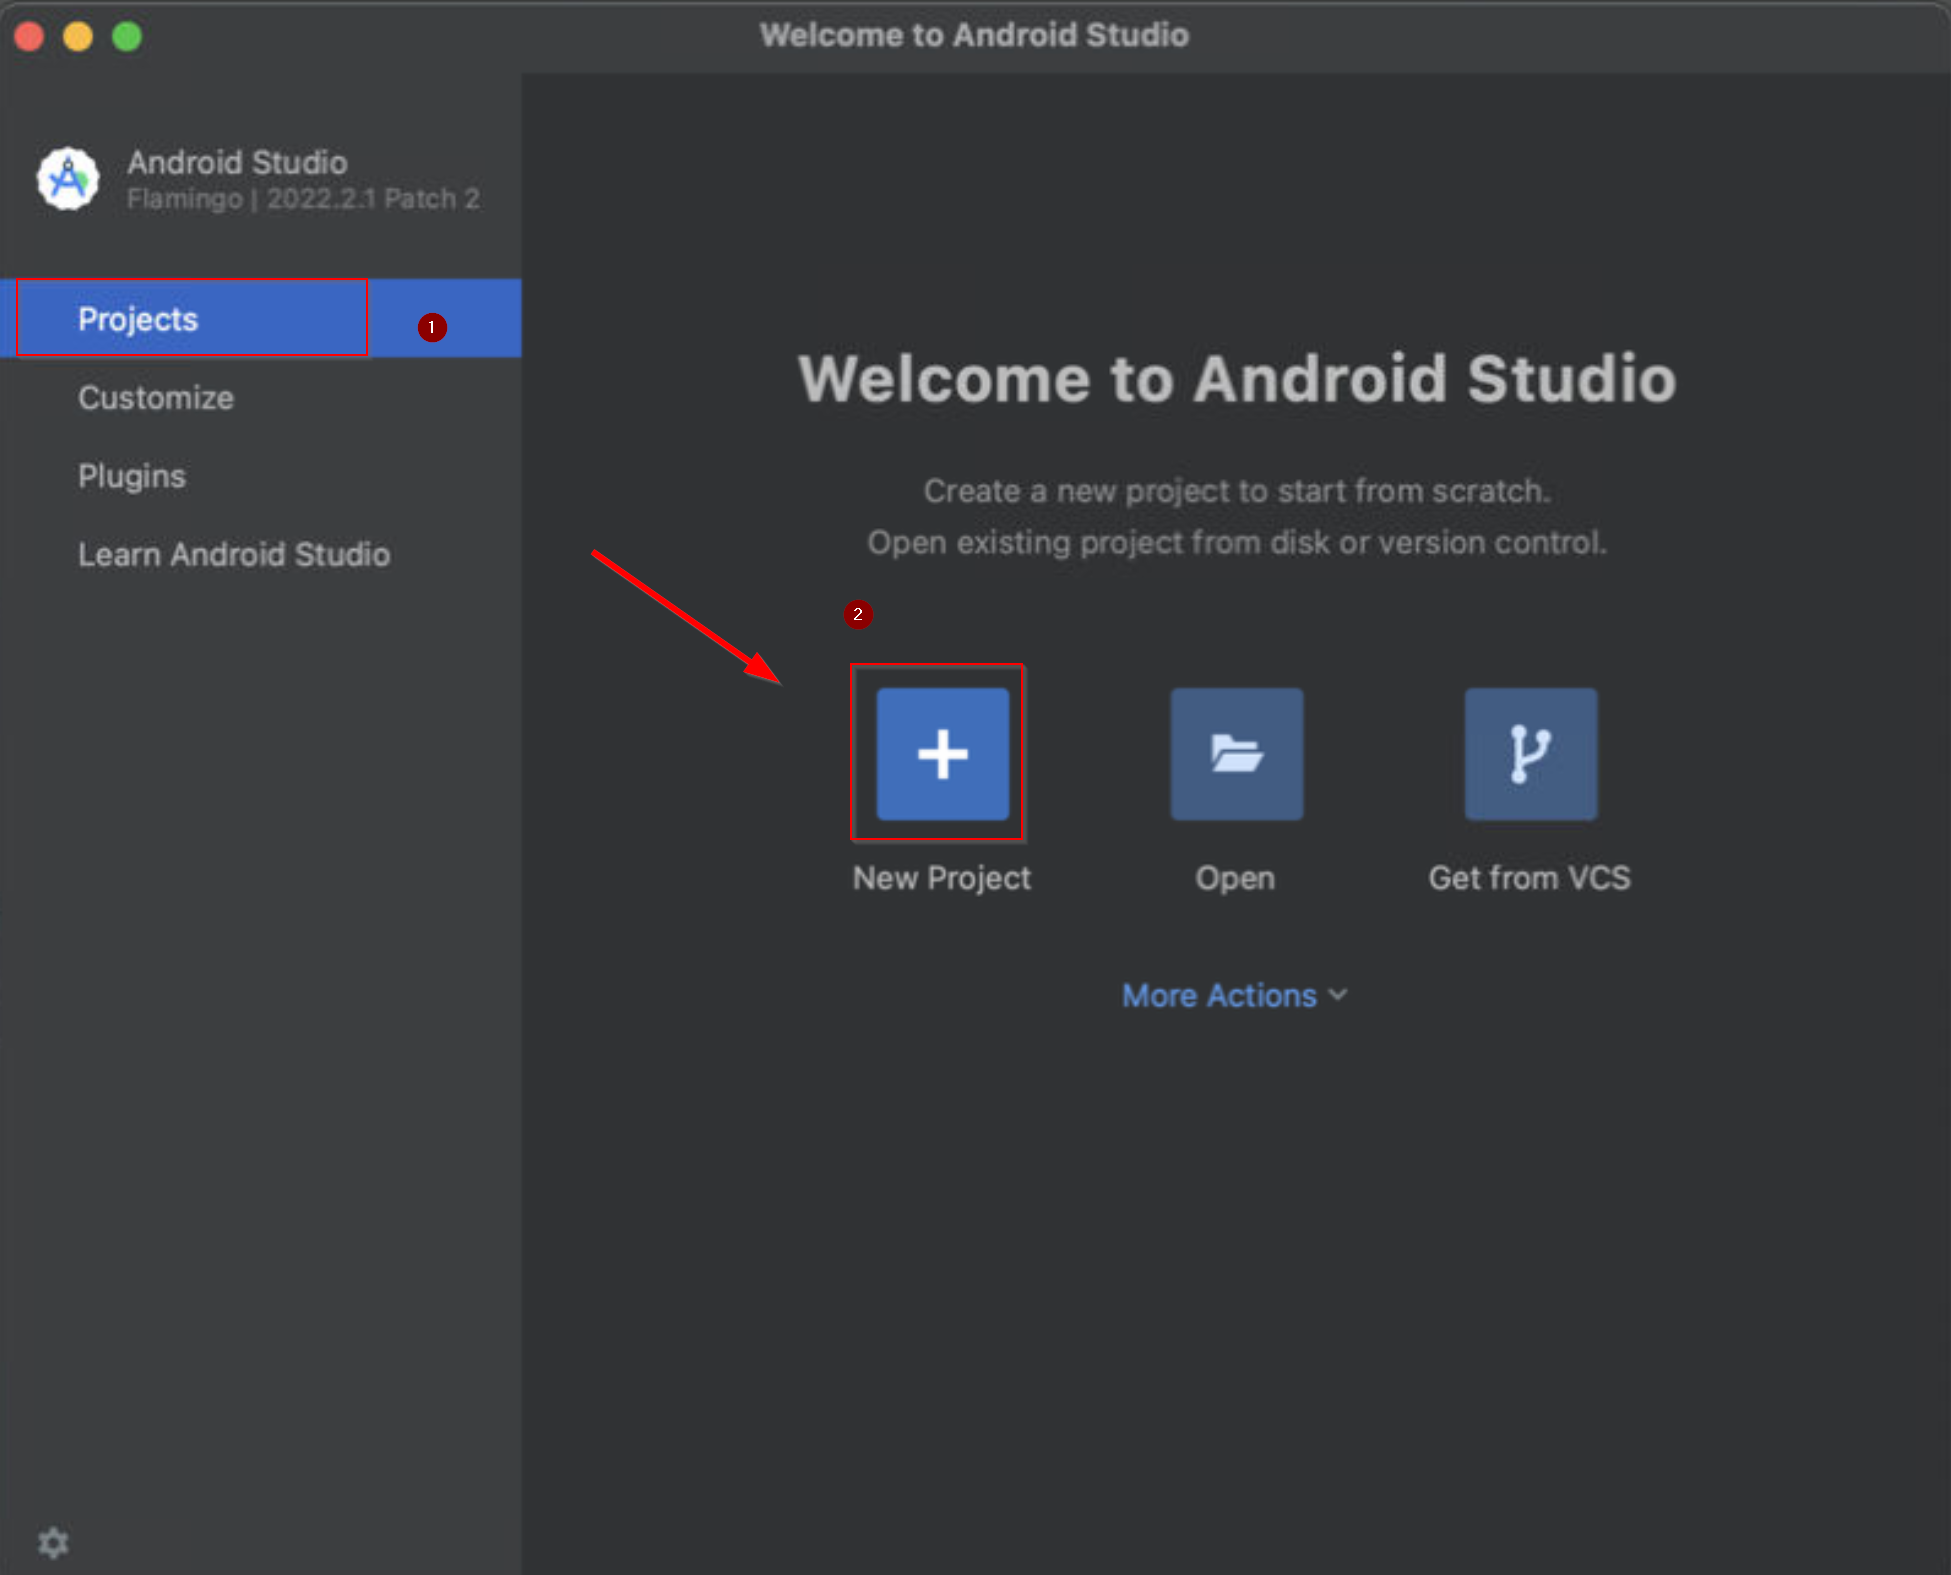 Welcome to Android Studio
Android Studio
Flamingo | 2022.2.1 Patch 2
Projects
1
Customize
Plugins
Learn Android Studio
Welcome to Android Studio
Create a new project to start from scratch.
Open existing project from disk or version control.
2
New Project
Open
Get from VCS
More Actions